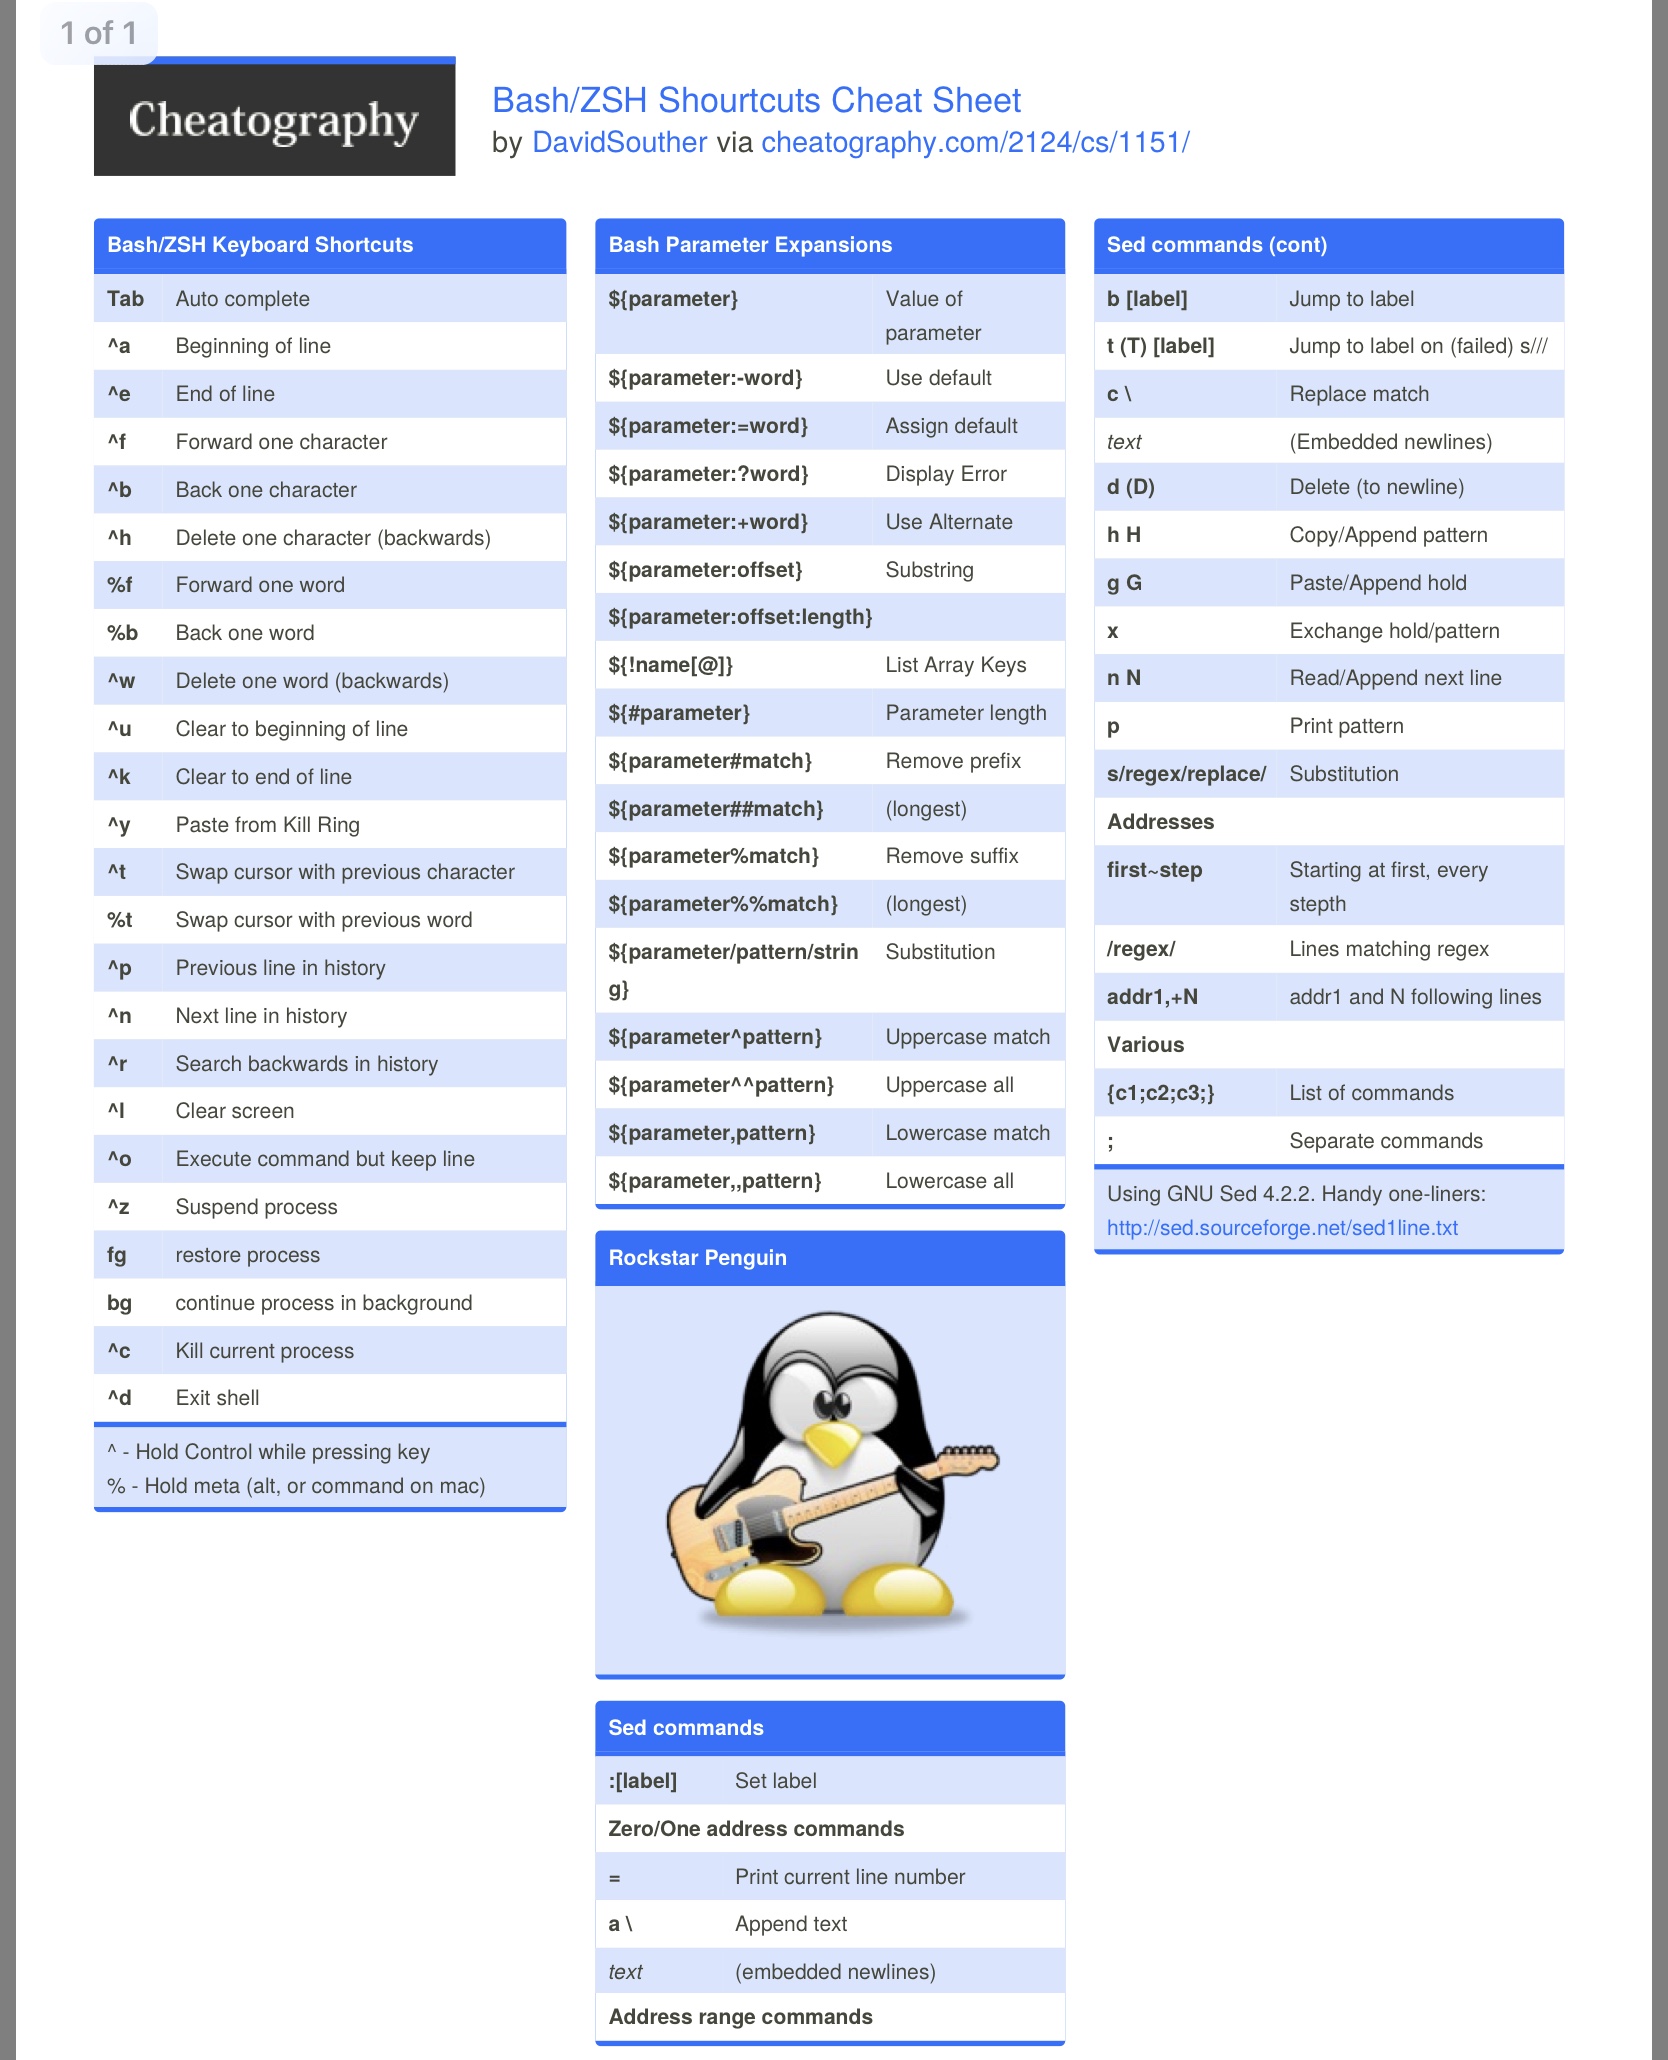 1 of 1
Cheatography
Bash/ZSH Shourtcuts Cheat Sheet
by DavidSouther via cheatography.com/2124/cs/1151/
Bash/ZSH Keyboard Shortcuts
Tab Auto complete
^a Beginning of line
^e End of line
^f Forward one character
^b Back one character
^h Delete one character (backwards)
%f Forward one word
%b Back one word
^w Delete one word (backwards)
^u Clear to beginning of line
^k Clear to end of line
^y Paste from Kill Ring
^t Swap cursor with previous character
%t Swap cursor with previous word
^p Previous line in history
^n Next line in history
^r Search backwards in history
^l Clear screen
^o Execute command but keep line
^z Suspend process
fg restore process
bg continue process in background
^c Kill current process
^d Exit shell
^ - Hold Control while pressing key
% - Hold meta (alt, or command on mac)
Bash Parameter Expansions
${parameter} Value of
parameter
${parameter:-word} Use default
${parameter:=word} Assign default
${parameter:?word} Display Error
${parameter:+word} Use Alternate
${parameter:offset} Substring
${parameter:offset:length}
${!name[@]} List Array Keys
${#parameter} Parameter length
${parameter#match} Remove prefix
${parameter##match} (longest)
${parameter%match} Remove suffix
${parameter%%match} (longest)
${parameter/pattern/strin Substitution
g}
${parameter^pattern} Uppercase match
${parameter^^pattern} Uppercase all
${parameter,pattern} Lowercase match
${parameter,,pattern} Lowercase all
Rockstar Penguin
Sed commands
:[label] Set label
Zero/One address commands
= Print current line number
a \ Append text
text (embedded newlines)
Address range commands
Sed commands (cont)
b [label] Jump to label
t (T) [label] Jump to label on (failed) s///
c \ Replace match
text (Embedded newlines)
d (D) Delete (to newline)
h H Copy/Append pattern
g G Paste/Append hold
x Exchange hold/pattern
n N Read/Append next line
p Print pattern
s/regex/replace/ Substitution
Addresses
first~step Starting at first, every
stepth
/regex/ Lines matching regex
addr1,+N addr1 and N following lines
Various
{c1;c2;c3;} List of commands
; Separate commands
Using GNU Sed 4.2.2. Handy one-liners:
http://sed.sourceforge.net/sed1line.txt